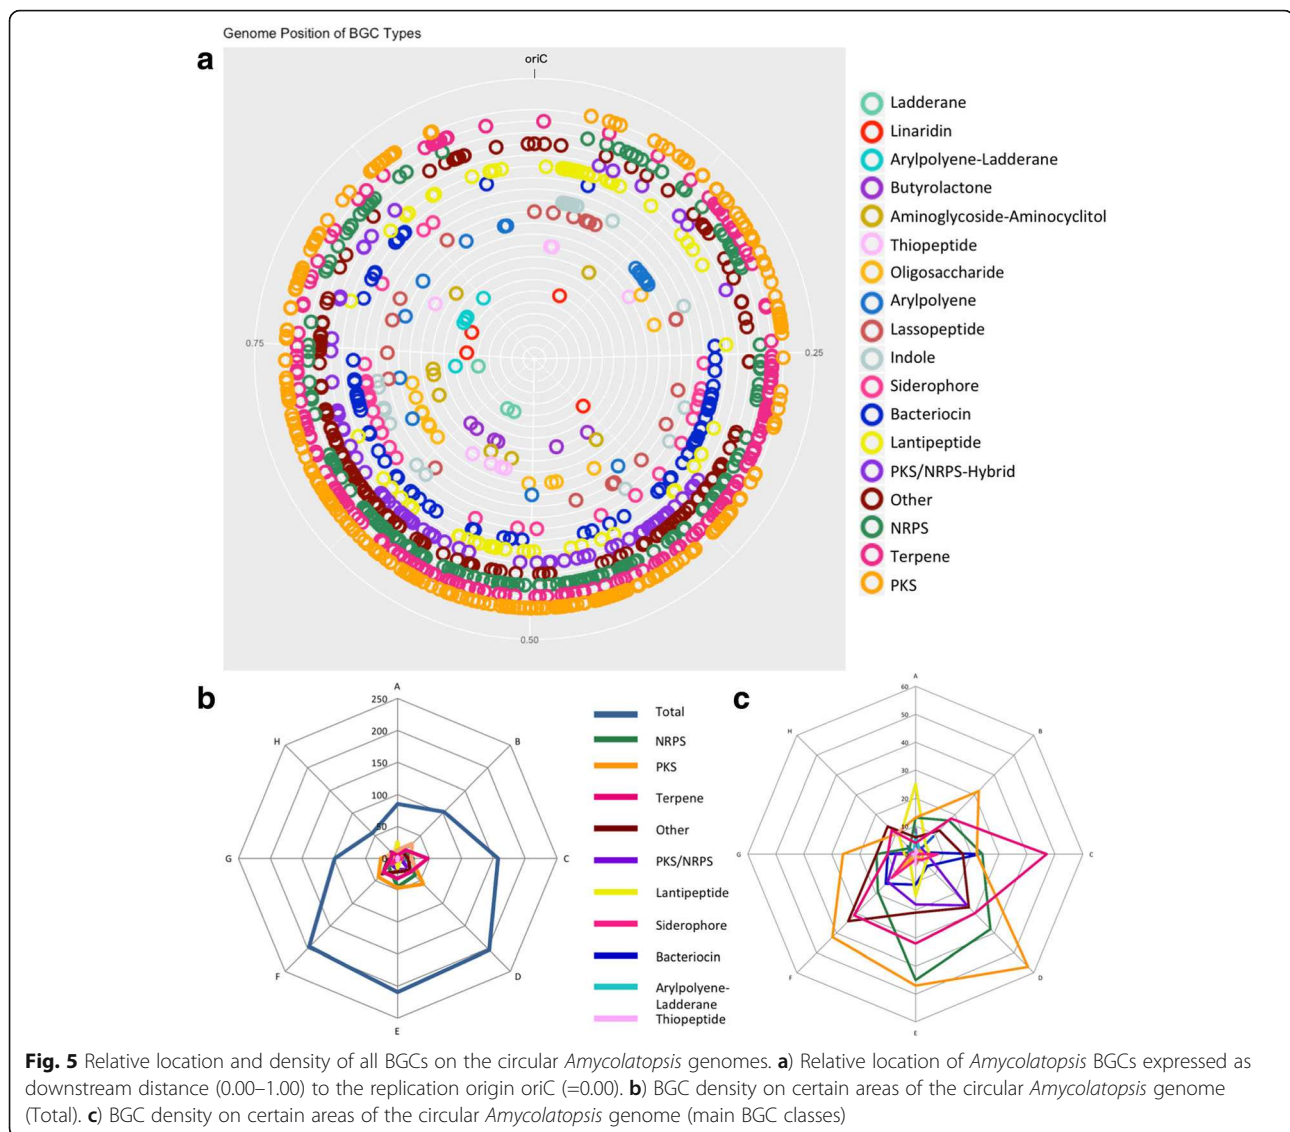 Genome Position of BGC Types
a
oriC
0.25
0.50
0.75
Ladderane
Linaridin
Arylpolyene-Ladderane
Butyrolactone
Aminoglycoside-Aminocyclitol
Thiopeptide
Oligosaccharide
Arylpolyene
Lassopeptide
Indole
Siderophore
Bacteriocin
Lantipeptide
PKS/NRPS-Hybrid
Other
NRPS
Terpene
PKS
b
A
B
C
D
E
F
G
H
250
200
150
100
50
0
Total
NRPS
PKS
Terpene
Other
PKS/NRPS
Lantipeptide
Siderophore
Bacteriocin
Arylpolyene-
Ladderane
Thiopeptide
c
A
B
C
D
E
F
G
H
60
50
40
30
20
10
Fig. 5 Relative location and density of all BGCs on the circular Amycolatopsis genomes. a) Relative location of Amycolatopsis BGCs expressed as
downstream distance (0.00–1.00) to the replication origin oriC (=0.00). b) BGC density on certain areas of the circular Amycolatopsis genome
(Total). c) BGC density on certain areas of the circular Amycolatopsis genome (main BGC classes)